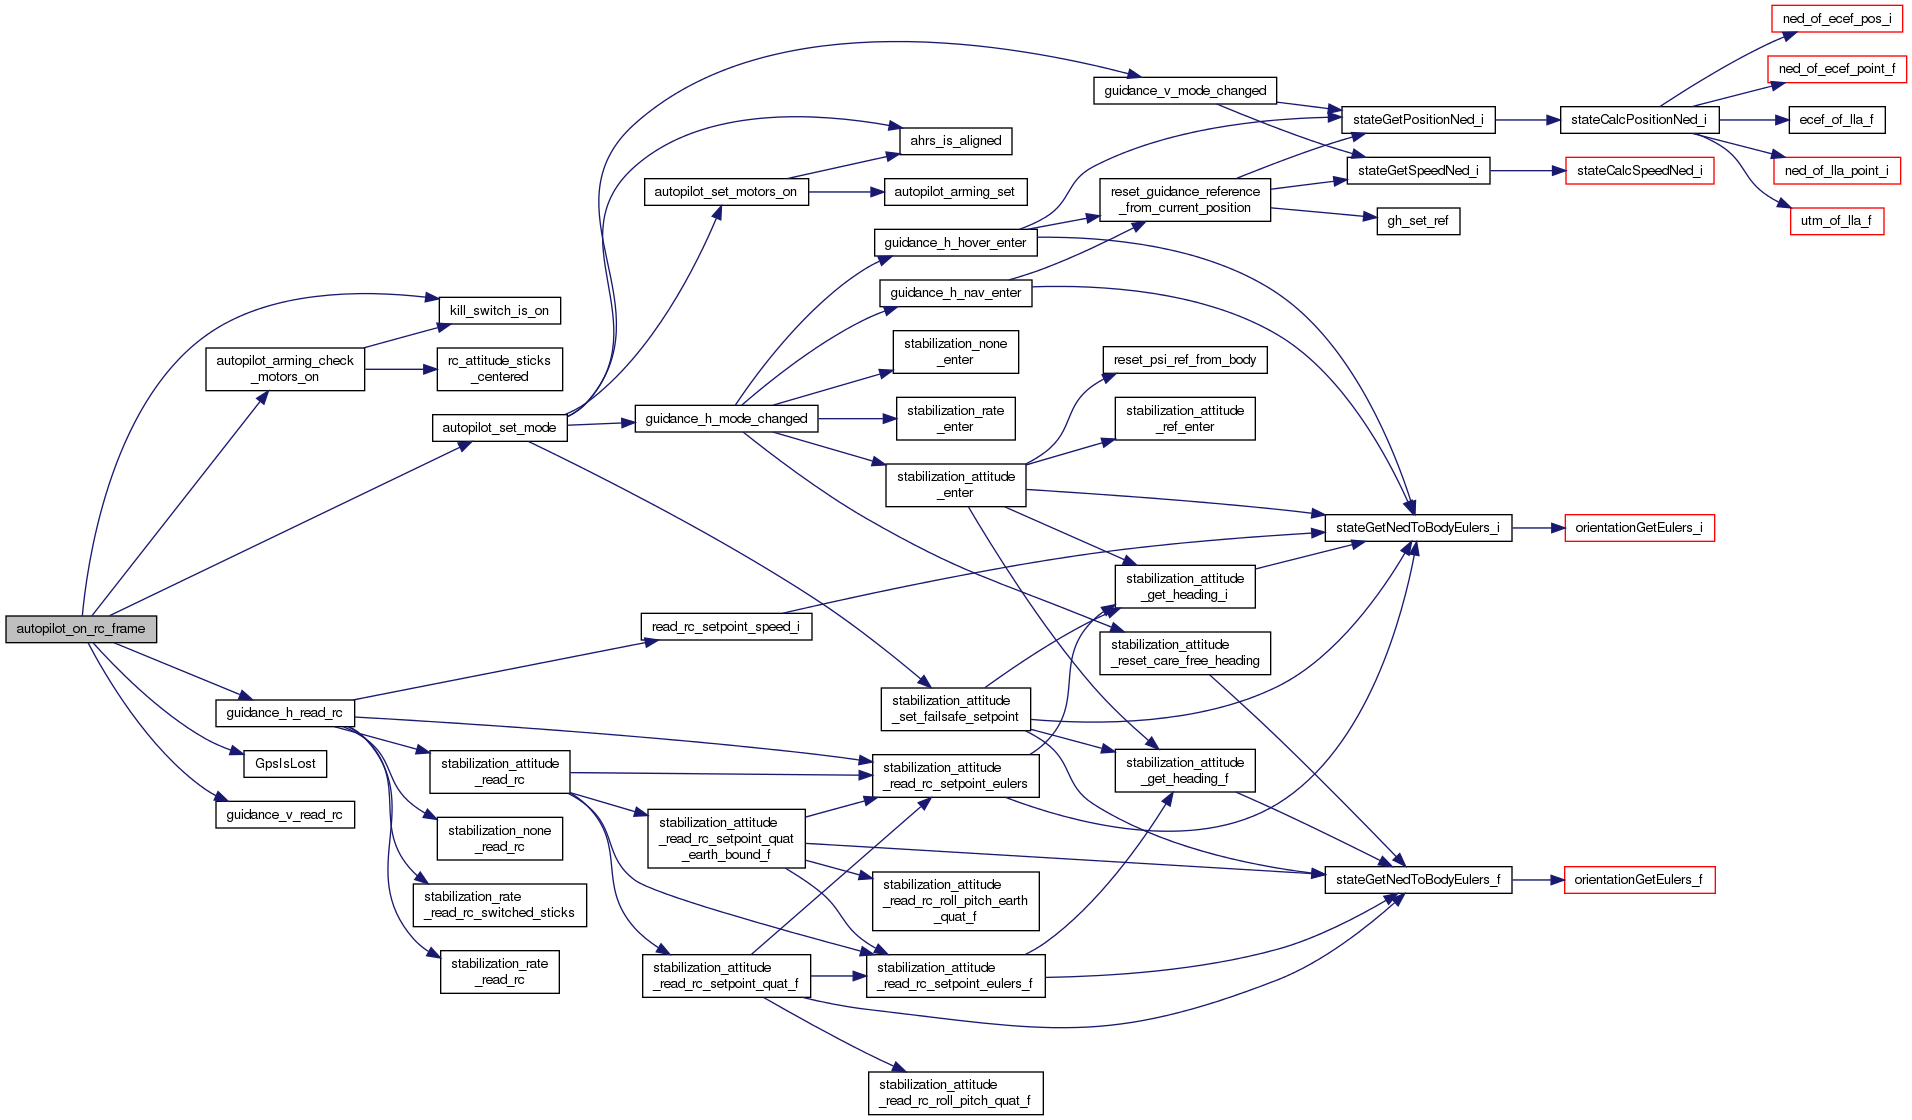 autopilot_on_rc_frame
kill_switch_is_on
autopilot_arming_check
_motors_on
rc_attitude_sticks
_centered
autopilot_set_mode
guidance_h_read_rc
GpsIsLost
guidance_v_read_rc
stabilization_attitude
_read_rc
stabilization_none
_read_rc
stabilization_rate
_read_rc_switched_sticks
stabilization_rate
_read_rc
autopilot_set_motors_on
guidance_h_mode_changed
read_rc_setpoint_speed_i
stabilization_attitude
_read_rc_setpoint_quat
_earth_bound_f
stabilization_attitude
_read_rc_setpoint_quat_f
ahrs_is_aligned
autopilot_arming_set
guidance_h_hover_enter
guidance_h_nav_enter
stabilization_none
_enter
stabilization_rate
_enter
stabilization_attitude
_enter
stabilization_attitude
_set_failsafe_setpoint
stabilization_attitude
_read_rc_setpoint_eulers
stabilization_attitude
_read_rc_roll_pitch_earth
_quat_f
stabilization_attitude
_read_rc_setpoint_eulers_f
stabilization_attitude
_read_rc_roll_pitch_quat_f
guidance_v_mode_changed
reset_guidance_reference
_from_current_position
reset_psi_ref_from_body
stabilization_attitude
_ref_enter
stabilization_attitude
_get_heading_i
stabilization_attitude
_reset_care_free_heading
stabilization_attitude
_get_heading_f
stateGetPositionNed_i
stateGetSpeedNed_i
gh_set_ref
stateGetNedToBodyEulers_i
stateGetNedToBodyEulers_f
stateCalcPositionNed_i
stateCalcSpeedNed_i
orientationGetEulers_i
orientationGetEulers_f
ned_of_ecef_pos_i
ned_of_ecef_point_f
ecef_of_lla_f
ned_of_lla_point_i
utm_of_lla_f